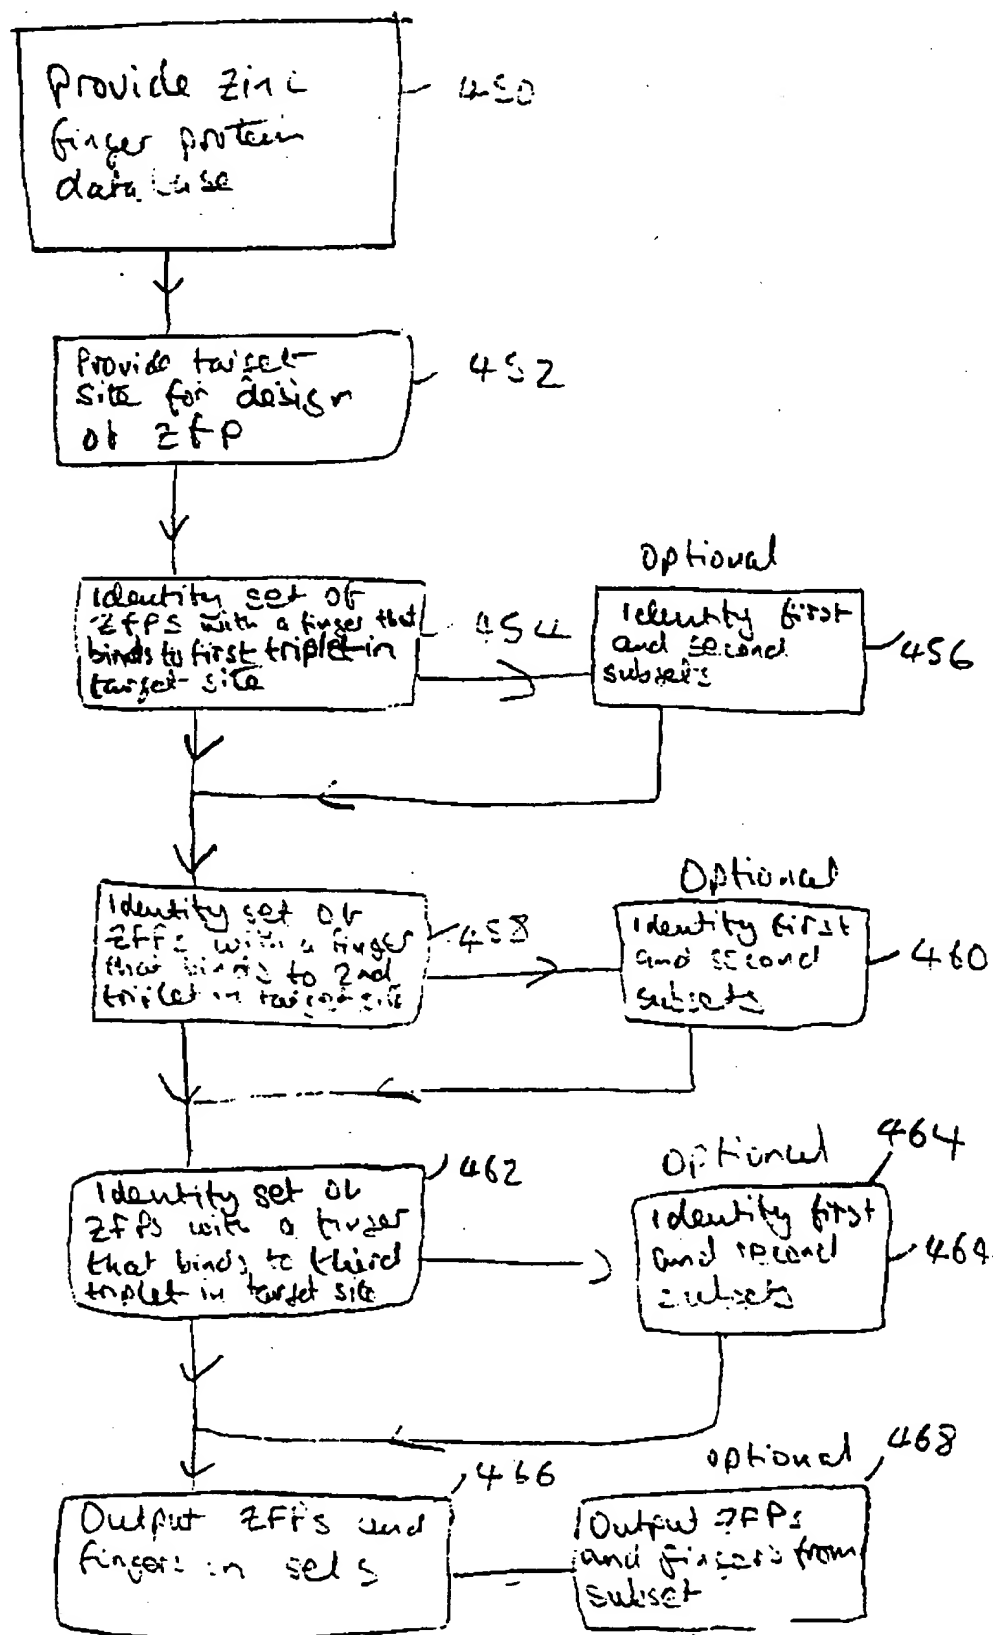 Provide zinc
finger protein
database
450
Provide target
site for design
of ZFP
452
Identify set of
ZFPs with a finger that
binds to first triplet in
target site
454
Optional
Identify first
and second
subsets
456
Identify set of
ZFPs with a finger
that binds to 2nd
triplet in target site
458
Optional
Identify first
and second
subsets
460
Identify set of
ZFPs with a finger
that binds to third
triplet in target site
462
Optional
464
Identify first
and second
subsets
464
Output ZFPs and
fingers in sets
466
optional
468
Output ZFPs
and fingers from
subset